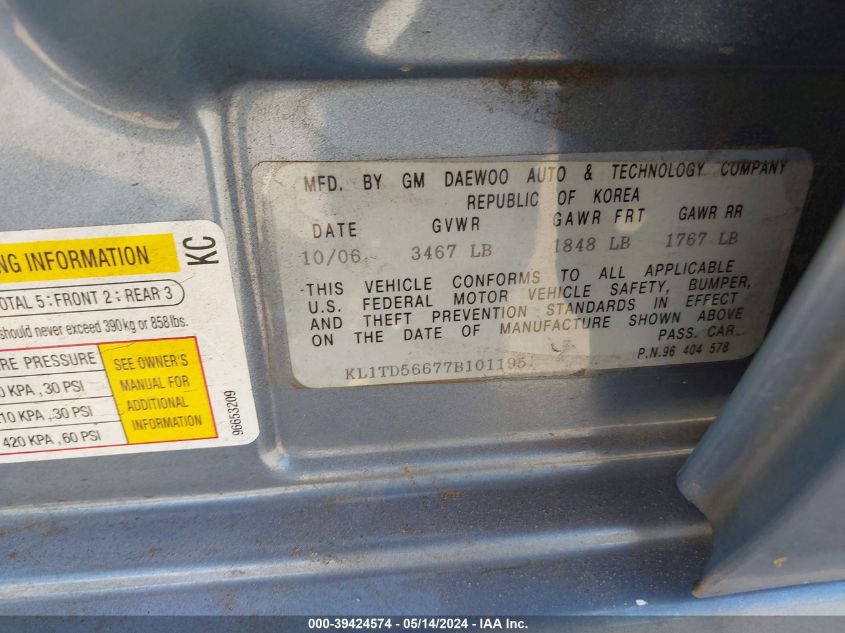 NG INFORMATION
KC
OTAL 5 : FRONT 2 : REAR 3
should never exceed 390kg or 858 lbs.
RE PRESSURE
0 KPA , 30 PSI
10 KPA , 30 PSI
420 KPA , 60 PSI
SEE OWNER'S
MANUAL FOR
ADDITIONAL
INFORMATION
96653209
MFD. BY GM DAEWOO AUTO & TECHNOLOGY COMPANY
REPUBLIC OF KOREA
DATE GVWR GAWR FRT GAWR RR
10/06 3467 LB 1848 LB 1767 LB
THIS VEHICLE CONFORMS TO ALL APPLICABLE
U.S. FEDERAL MOTOR VEHICLE SAFETY, BUMPER,
AND THEFT PREVENTION STANDARDS IN EFFECT
ON THE DATE OF MANUFACTURE SHOWN ABOVE
PASS. CAR
KL1TD56677B101195
P.N.96 404 578
000-39424574 - 05/14/2024 - IAA Inc.